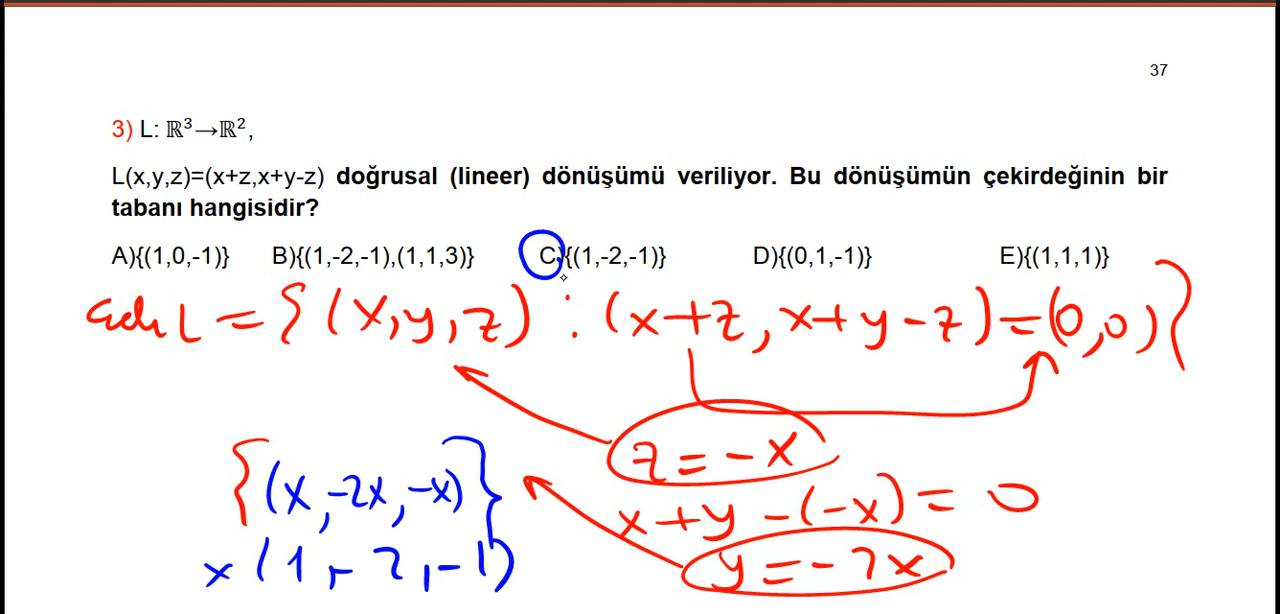 37
3) L: ℝ³→ℝ²,
L(x,y,z)=(x+z,x+y-z) doğrusal (lineer) dönüşümü veriliyor. Bu dönüşümün çekirdeğinin bir
tabanı hangisidir?
A){(1,0,-1)} B){(1,-2,-1),(1,1,3)} C){(1,-2,-1)} D){(0,1,-1)} E){(1,1,1)}
L = {(x,y,z) : (x+z, x+y-z) = (0,0)}
z = -x
{(x,-2x,-x)}
x+y-(-x) = 0
y = -2x
x(1,-2,-1)